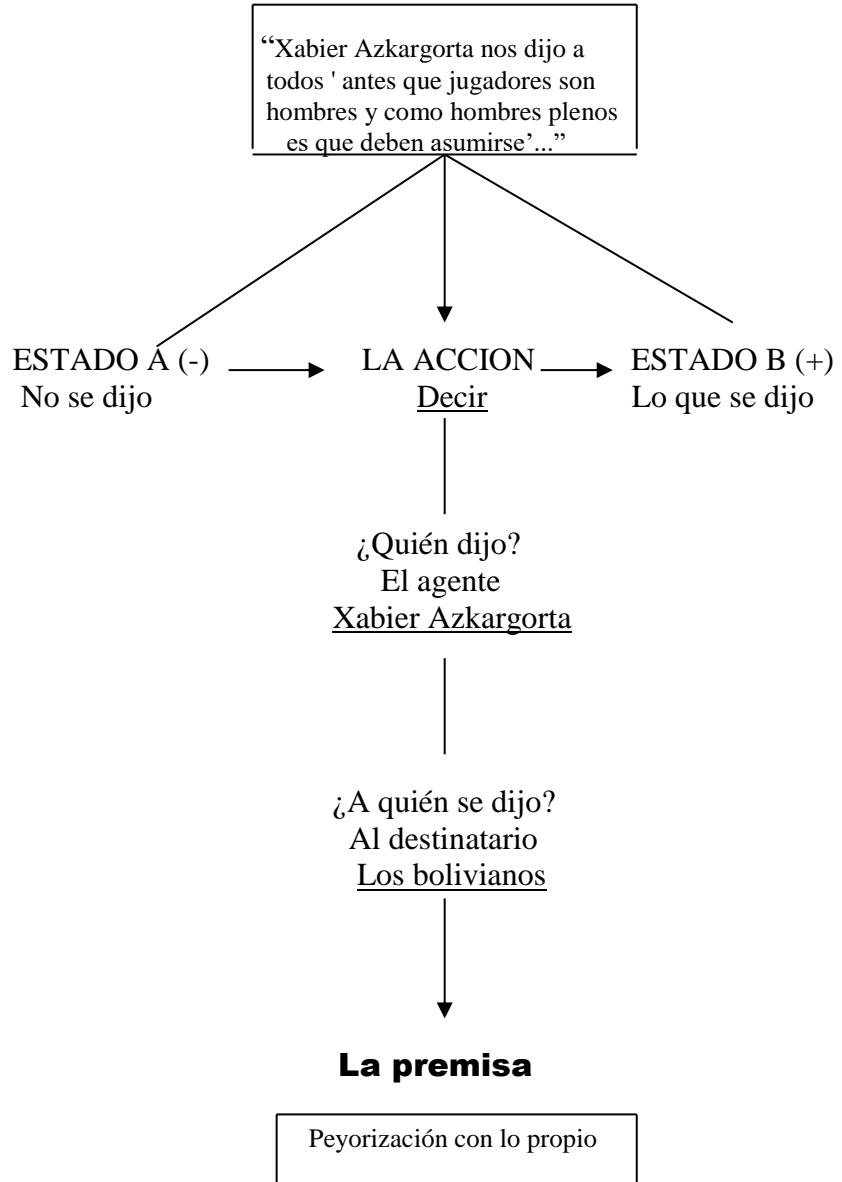 “Xabier Azkargorta nos dijo a
todos ' antes que jugadores son
hombres y como hombres plenos
es que deben asumirse’...”
ESTADO A (-)
No se dijo
LA ACCION
Decir
ESTADO B (+)
Lo que se dijo
¿Quién dijo?
El agente
Xabier Azkargorta
¿A quién se dijo?
Al destinatario
Los bolivianos
La premisa
Peyorización con lo propio